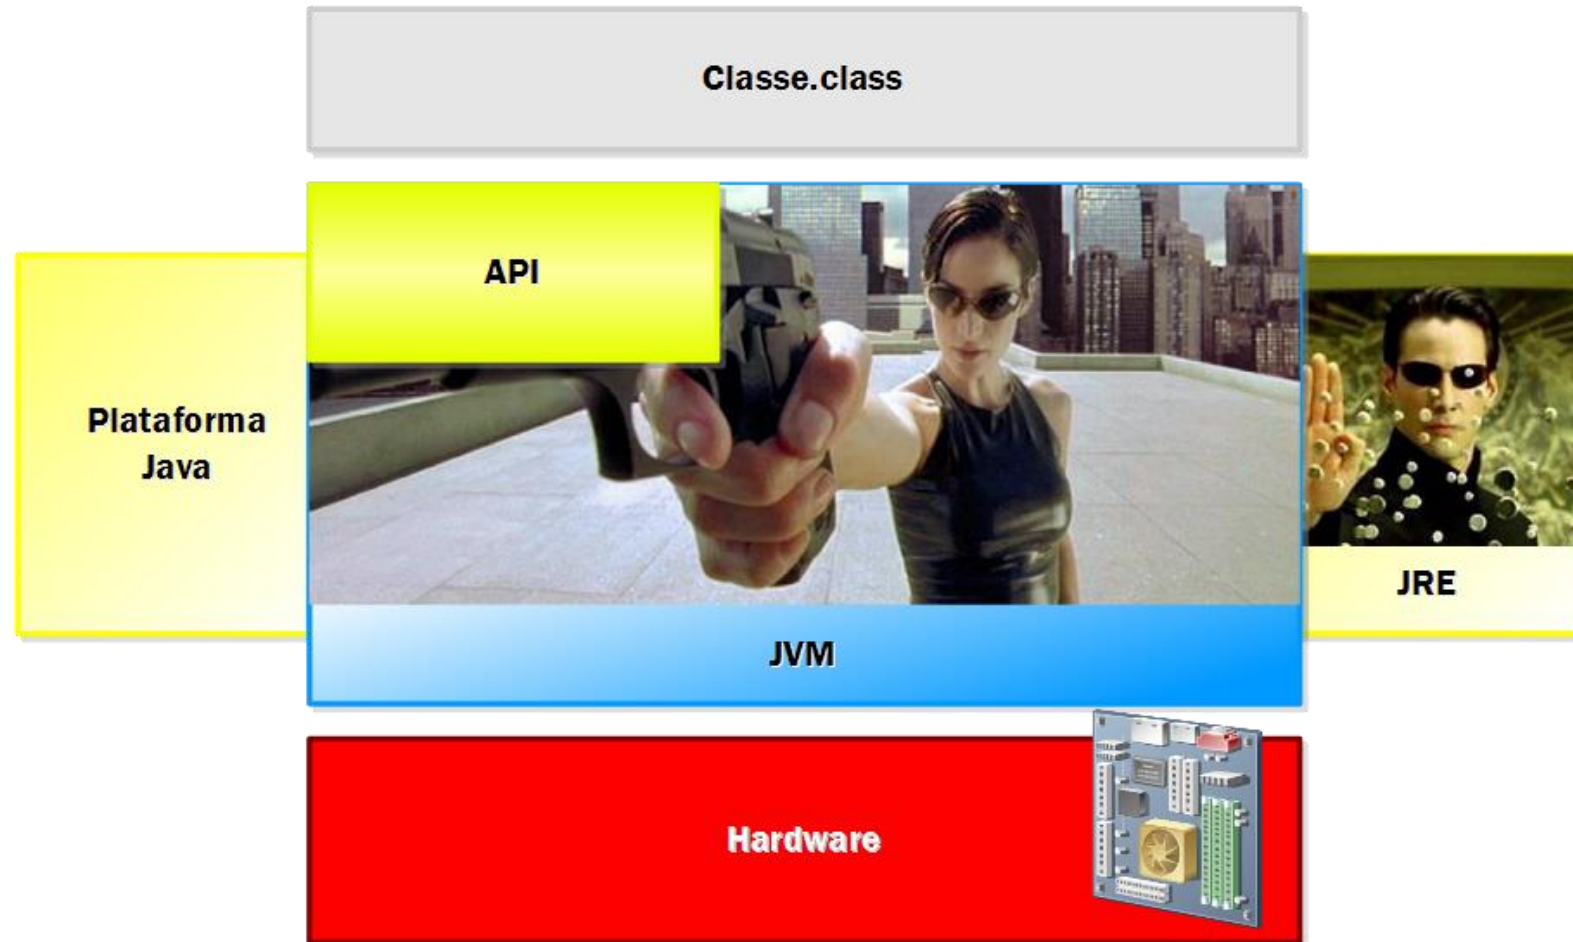 Classe.class
API
Plataforma
Java
JRE
JVM
Hardware